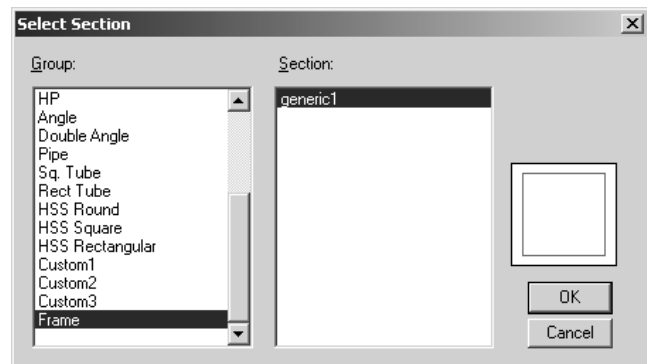 Select Section
Group:
Section:
HP
Angle
Double Angle
Pipe
Sq. Tube
Rect Tube
HSS Round
HSS Square
HSS Rectangular
Custom1
Custom2
Custom3
Frame
generic1
OK
Cancel